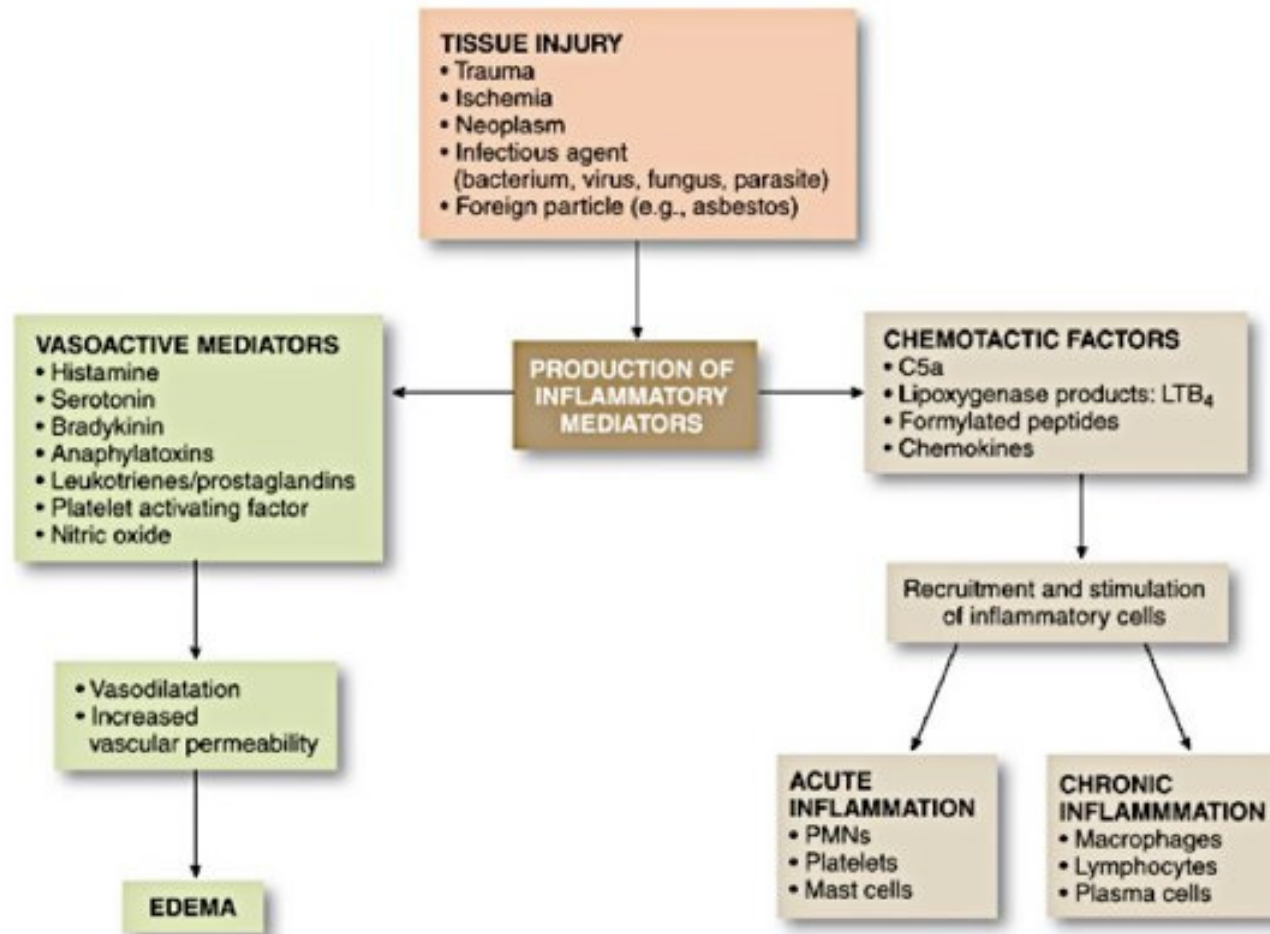 TISSUE INJURY
• Trauma
• Ischemia
• Neoplasm
• Infectious agent
(bacterium, virus, fungus, parasite)
• Foreign particle (e.g., asbestos)
PRODUCTION OF
INFLAMMATORY
MEDIATORS
VASOACTIVE MEDIATORS
• Histamine
• Serotonin
• Bradykinin
• Anaphylatoxins
• Leukotrienes/prostaglandins
• Platelet activating factor
• Nitric oxide
• Vasodilatation
• Increased
vascular permeability
EDEMA
CHEMOTACTIC FACTORS
• C5a
• Lipoxygenase products: LTB₄
• Formylated peptides
• Chemokines
Recruitment and stimulation
of inflammatory cells
ACUTE
INFLAMMATION
• PMNs
• Platelets
• Mast cells
CHRONIC
INFLAMMMATION
• Macrophages
• Lymphocytes
• Plasma cells